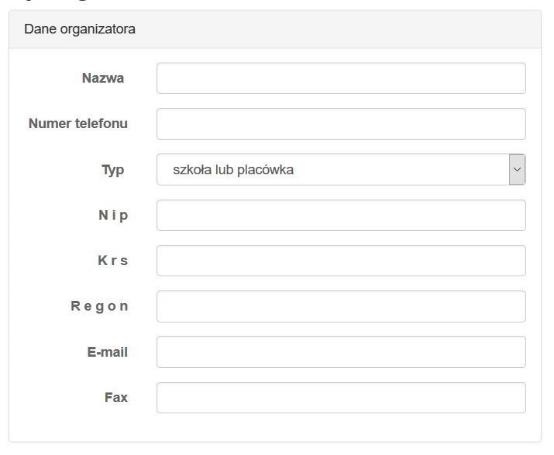 Dane organizatora
Nazwa
Numer telefonu
Typ szkoła lub placówka
N i p
K r s
R e g o n
E-mail
Fax